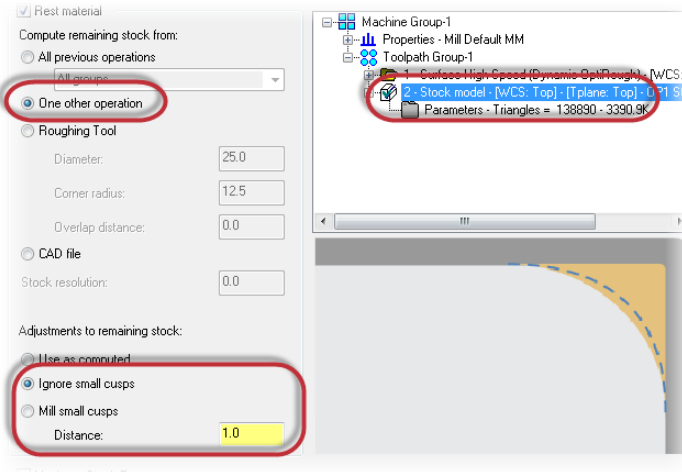 Rest material
Compute remaining stock from:
All previous operations
All groups
One other operation
Roughing Tool
Diameter: 25.0
Corner radius: 12.5
Overlap distance: 0.0
CAD file
Stock resolution: 0.0
Adjustments to remaining stock:
Use as computed
Ignore small cusps
Mill small cusps
Distance: 1.0
Machine Group-1
Properties - Mill Default MM
Toolpath Group-1
1 - Surface High Speed (Dynamic OptiRough) - [WCS:
2 - Stock model - [WCS: Top] - [Tplane: Top] - OP1
Parameters - Triangles = 138890 - 3390.9K